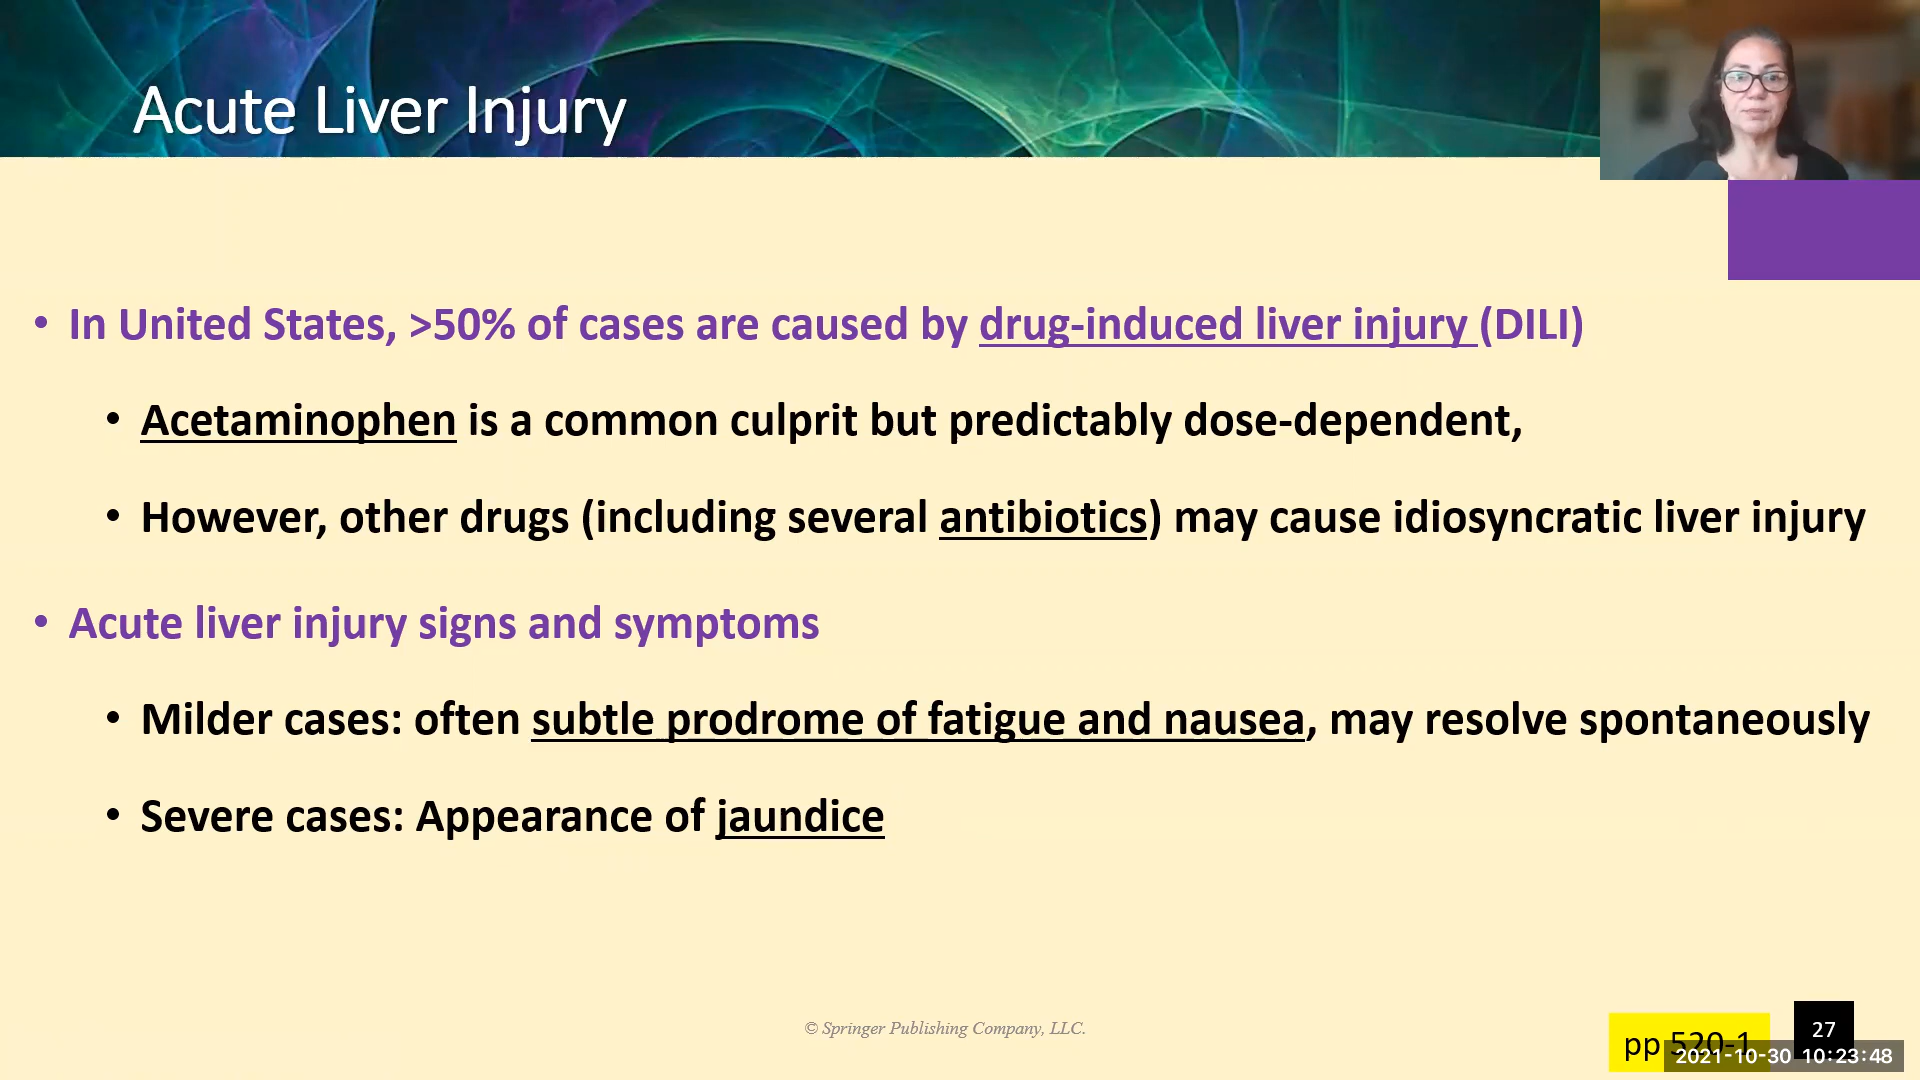 Acute Liver Injury
• In United States, >50% of cases are caused by drug-induced liver injury (DILI)
• Acetaminophen is a common culprit but predictably dose-dependent,
• However, other drugs (including several antibiotics) may cause idiosyncratic liver injury
• Acute liver injury signs and symptoms
• Milder cases: often subtle prodrome of fatigue and nausea, may resolve spontaneously
• Severe cases: Appearance of jaundice
© Springer Publishing Company, LLC.
pp 520-1
27
2021-10-30 10:23:48